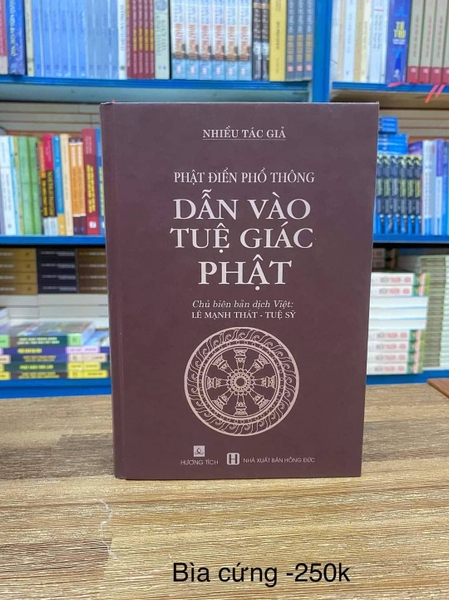 NHIỀU TÁC GIẢ
PHẬT ĐIỂN PHỔ THÔNG
DẪN VÀO
TUỆ GIÁC
PHẬT
Chủ biên bản dịch Việt:
LÊ MẠNH THÁT - TUỆ SỸ
HƯƠNG TÍCH
NHÀ XUẤT BẢN HỒNG ĐỨC
Bìa cứng -250k